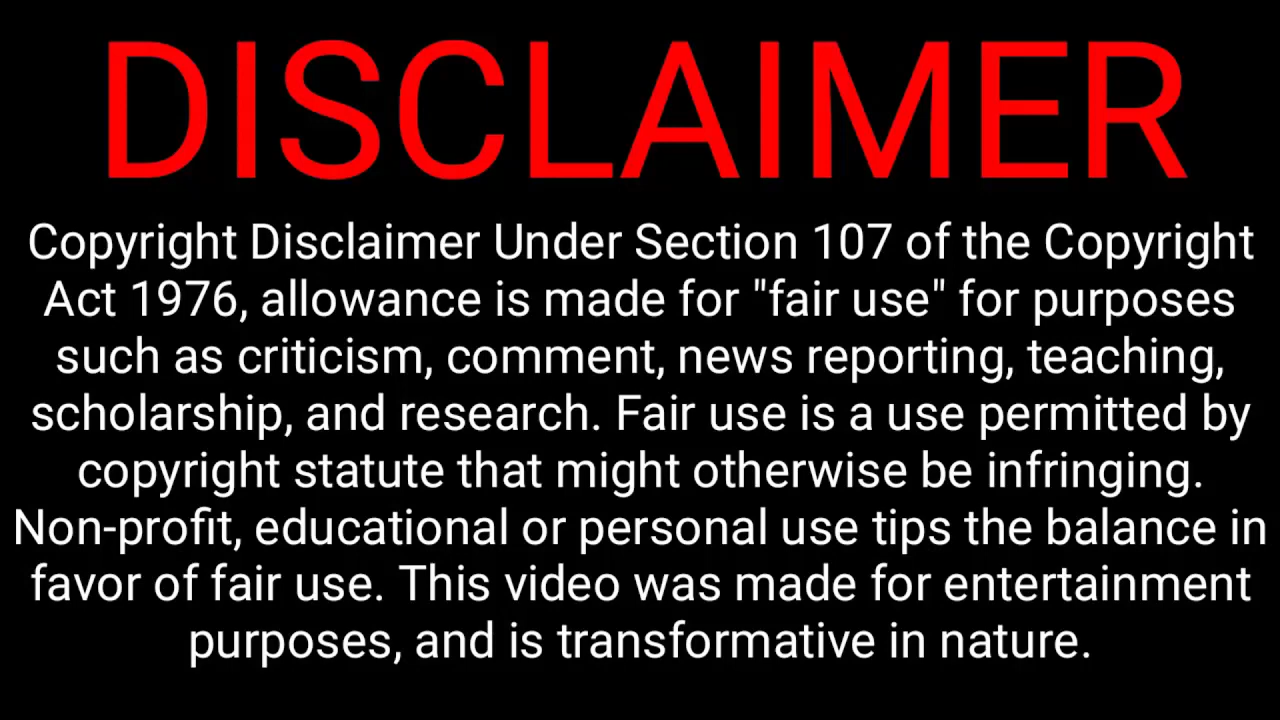 DISCLAIMER
Copyright Disclaimer Under Section 107 of the Copyright
Act 1976, allowance is made for "fair use" for purposes
such as criticism, comment, news reporting, teaching,
scholarship, and research. Fair use is a use permitted by
copyright statute that might otherwise be infringing.
Non-profit, educational or personal use tips the balance in
favor of fair use. This video was made for entertainment
purposes, and is transformative in nature.